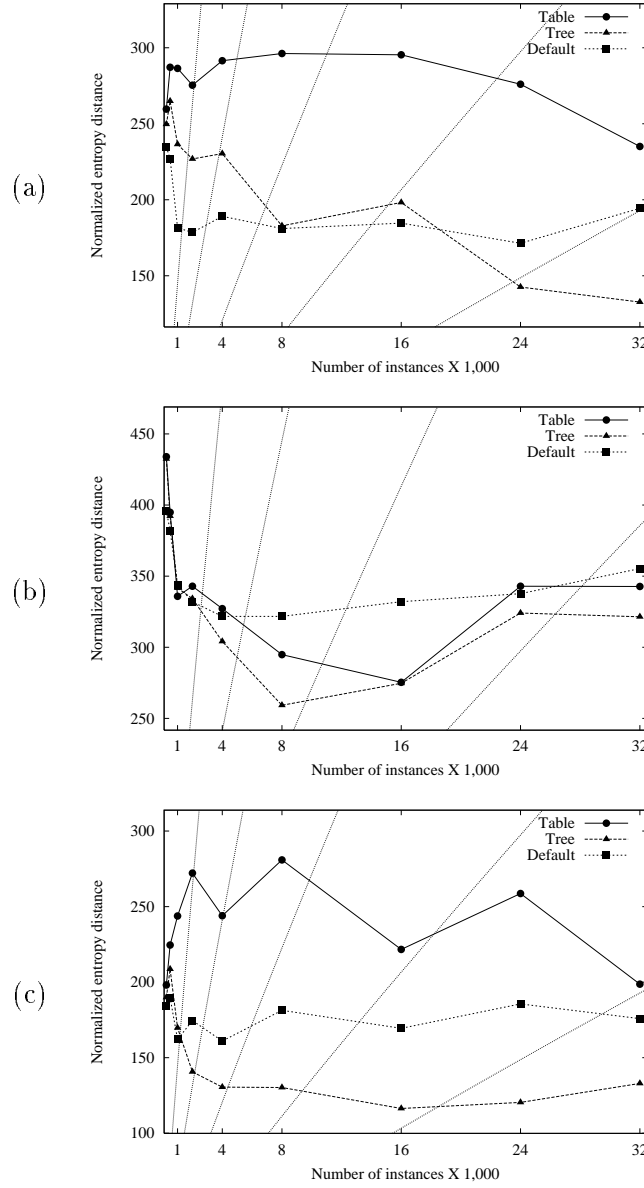 (a)
Normalized entropy distance
300
250
200
150
1 4 8 16 24 32
Number of instances X 1,000
Table
Tree
Default
(b)
Normalized entropy distance
450
400
350
300
250
1 4 8 16 24 32
Number of instances X 1,000
Table
Tree
Default
(c)
Normalized entropy distance
300
250
200
150
100
1 4 8 16 24 32
Number of instances X 1,000
Table
Tree
Default